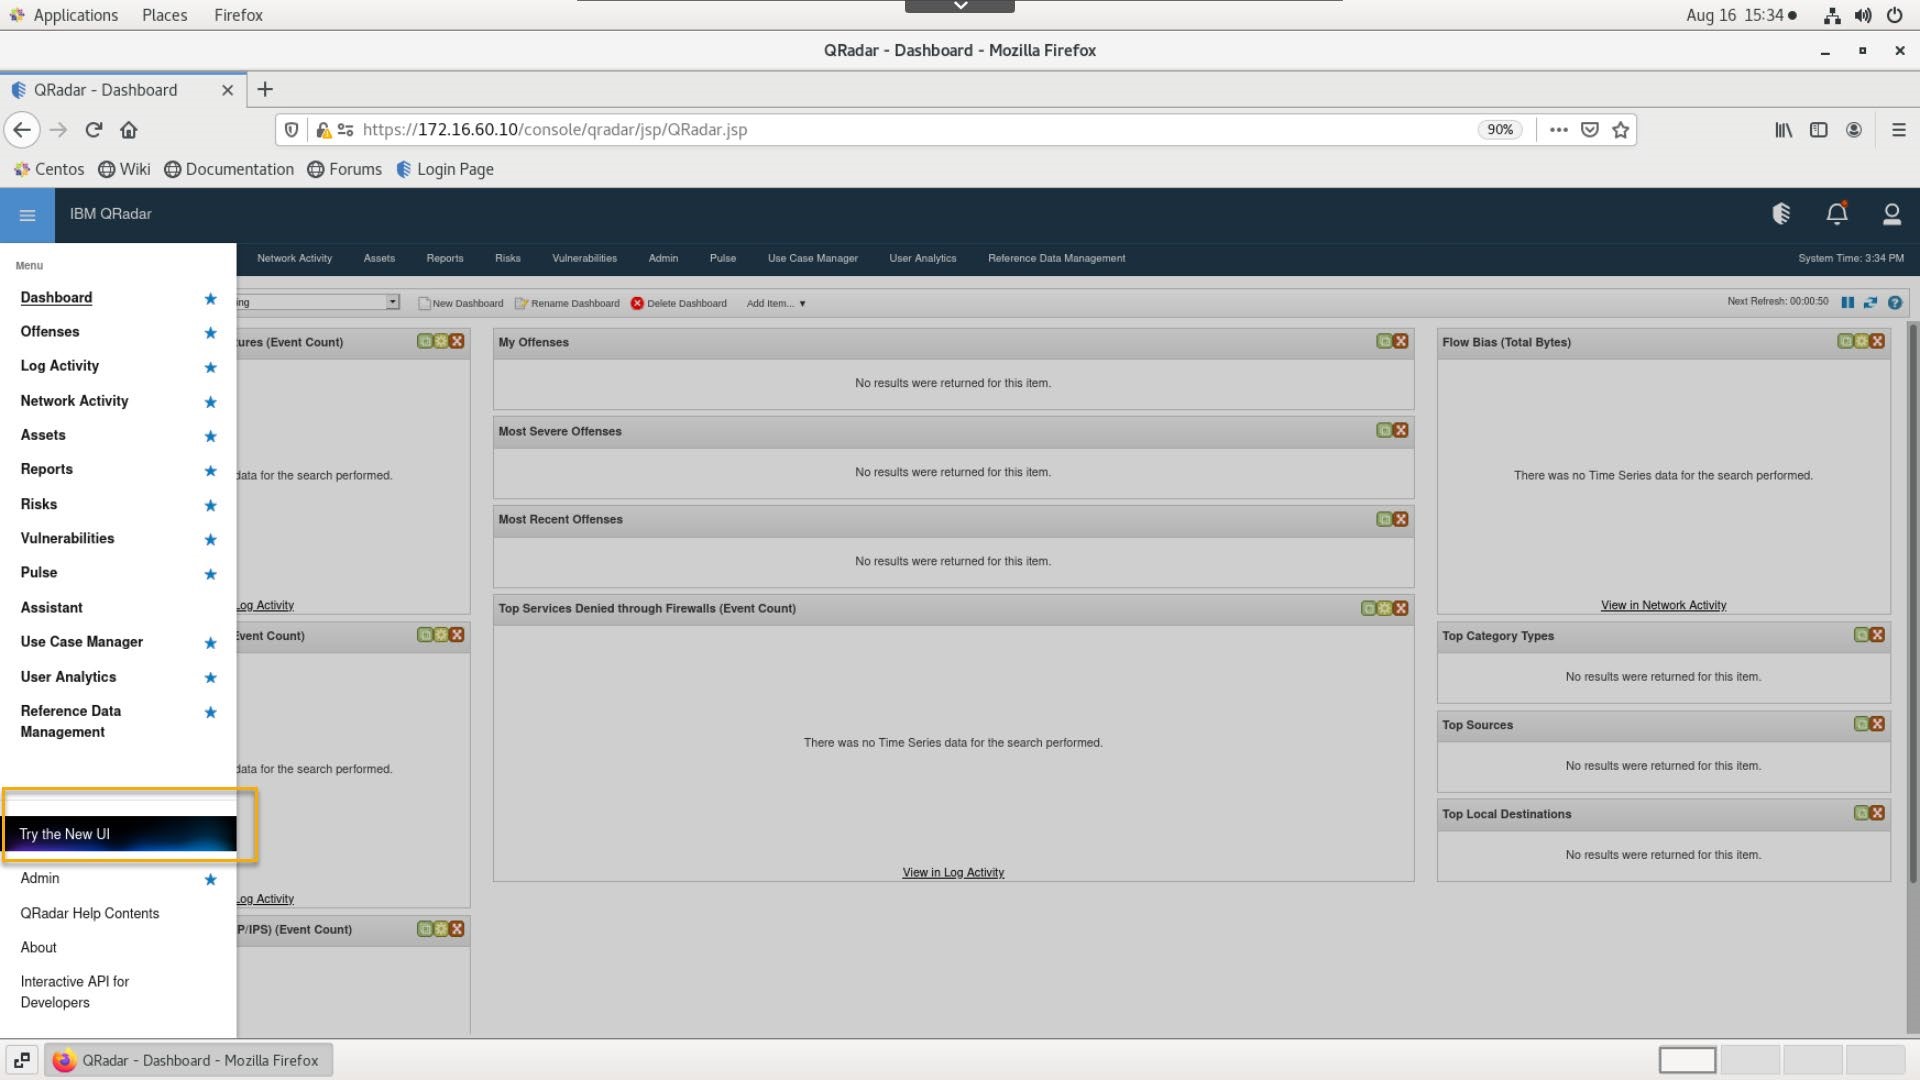 Applications Places Firefox Aug 16 15:34
QRadar - Dashboard - Mozilla Firefox
QRadar - Dashboard
https://172.16.60.10/console/qradar/jsp/QRadar.jsp 90%
Centos Wiki Documentation Forums Login Page
IBM QRadar
Network Activity Assets Reports Risks Vulnerabilities Admin Pulse Use Case Manager User Analytics Reference Data Management System Time: 3:34 PM
Menu
Dashboard
Offenses
Log Activity
Network Activity
Assets
Reports
Risks
Vulnerabilities
Pulse
Assistant
Use Case Manager
User Analytics
Reference Data
Management
Try the New UI
Admin
QRadar Help Contents
About
Interactive API for
Developers
ing New Dashboard Rename Dashboard Delete Dashboard Add Item... Next Refresh: 00:00:50
tures (Event Count)
data for the search performed.
Log Activity
Event Count)
data for the search performed.
Log Activity
P/IPS) (Event Count)
My Offenses
No results were returned for this item.
Most Severe Offenses
No results were returned for this item.
Most Recent Offenses
No results were returned for this item.
Top Services Denied through Firewalls (Event Count)
There was no Time Series data for the search performed.
View in Log Activity
Flow Bias (Total Bytes)
There was no Time Series data for the search performed.
View in Network Activity
Top Category Types
No results were returned for this item.
Top Sources
No results were returned for this item.
Top Local Destinations
No results were returned for this item.
QRadar - Dashboard - Mozilla Firefox